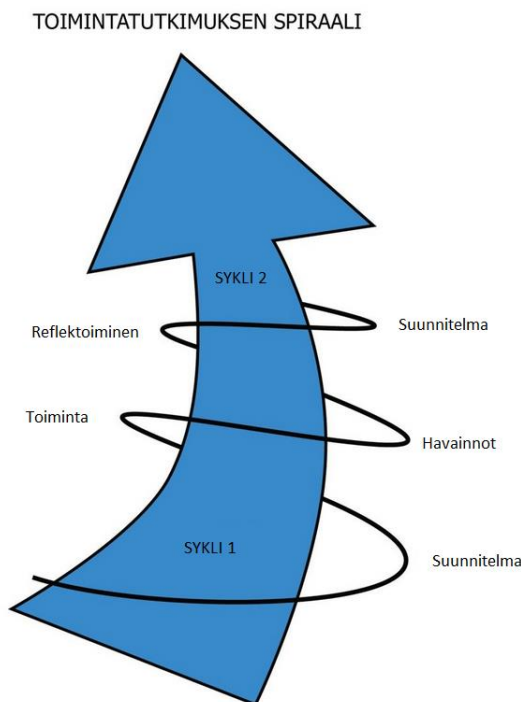 TOIMINTATUTKIMUKSEN SPIRAALI
SYKLI 2
Suunnitelma
Reflektoiminen
Toiminta
Havainnot
SYKLI 1
Suunnitelma